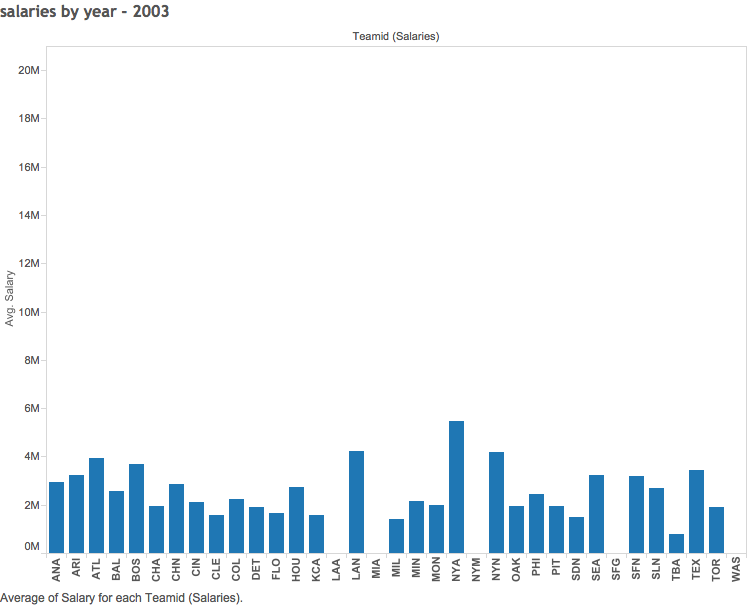 salaries by year - 2003
Teamid (Salaries)
20M
18M
16M
14M
12M
10M
8M
6M
4M
2M
0M
Avg. Salary
ANA ARI ATL BAL BOS CHA CHN CIN CLE COL DET FLO HOU KCA LAA LAN MIA MIL MIN MON NYA NYM NYN OAK PHI PIT SDN SEA SFG SFN SLN TBA TEX TOR WAS
Average of Salary for each Teamid (Salaries).